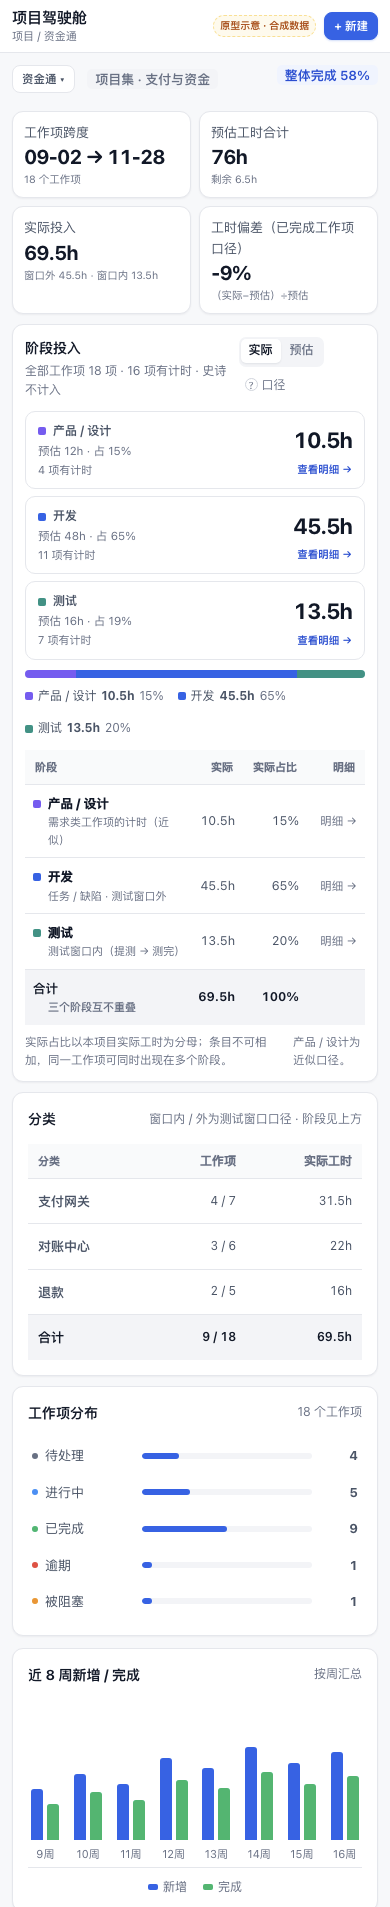 项目驾驶舱
项目 / 资金通
原型示意 · 合成数据
+ 新建
资金通 ▾
项目集 · 支付与资金
整体完成 58%
工作项跨度
09-02 → 11-28
18 个工作项
预估工时合计
76h
剩余 6.5h
实际投入
69.5h
窗口外 45.5h · 窗口内 13.5h
工时偏差（已完成工作项
口径）
-9%
（实际−预估）÷预估
阶段投入
全部工作项 18 项 · 16 项有计时 · 史诗
不计入
实际 预估
? 口径
产品 / 设计
预估 12h · 占 15%
4 项有计时
10.5h
查看明细 →
开发
预估 48h · 占 65%
11 项有计时
45.5h
查看明细 →
测试
预估 16h · 占 19%
7 项有计时
13.5h
查看明细 →
产品 / 设计 10.5h 15% 开发 45.5h 65%
测试 13.5h 20%
阶段 实际 实际占比 明细
产品 / 设计
需求类工作项的计时（近
似）
10.5h 15% 明细 →
开发
任务 / 缺陷 · 测试窗口外
45.5h 65% 明细 →
测试
测试窗口内（提测 → 测完）
13.5h 20% 明细 →
合计
三个阶段互不重叠
69.5h 100%
实际占比以本项目实际工时为分母；条目不可相
加，同一工作项可同时出现在多个阶段。
产品 / 设计为
近似口径。
分类
窗口内 / 外为测试窗口口径 · 阶段见上方
分类 工作项 实际工时
支付网关 4 / 7 31.5h
对账中心 3 / 6 22h
退款 2 / 5 16h
合计 9 / 18 69.5h
工作项分布
18 个工作项
待处理 4
进行中 5
已完成 9
逾期 1
被阻塞 1
近 8 周新增 / 完成
按周汇总
9周 10周 11周 12周 13周 14周 15周 16周
新增 完成